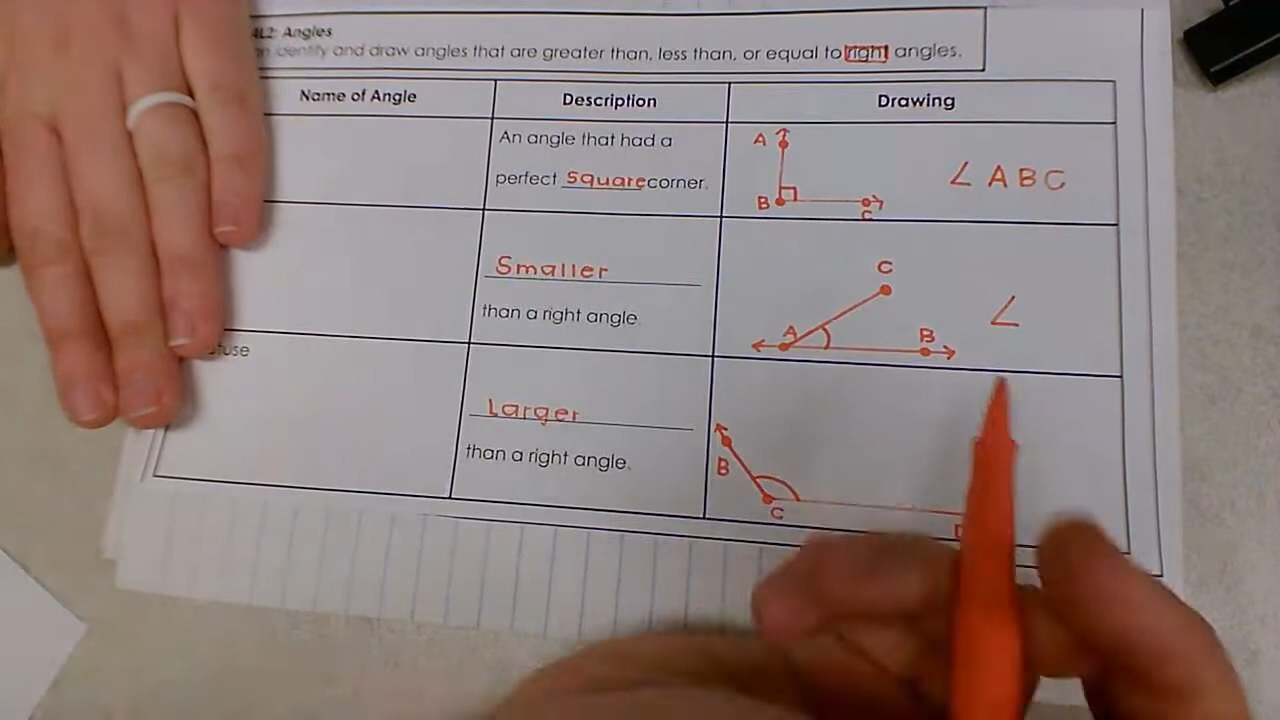 Angles
identify and draw angles that are greater than, less than, or equal to right angles.
Name of Angle Description Drawing
An angle that had a
perfect square corner.
A
B
C
∠ ABC
Smaller
than a right angle.
C
A
B
∠
Larger
than a right angle.
B
C